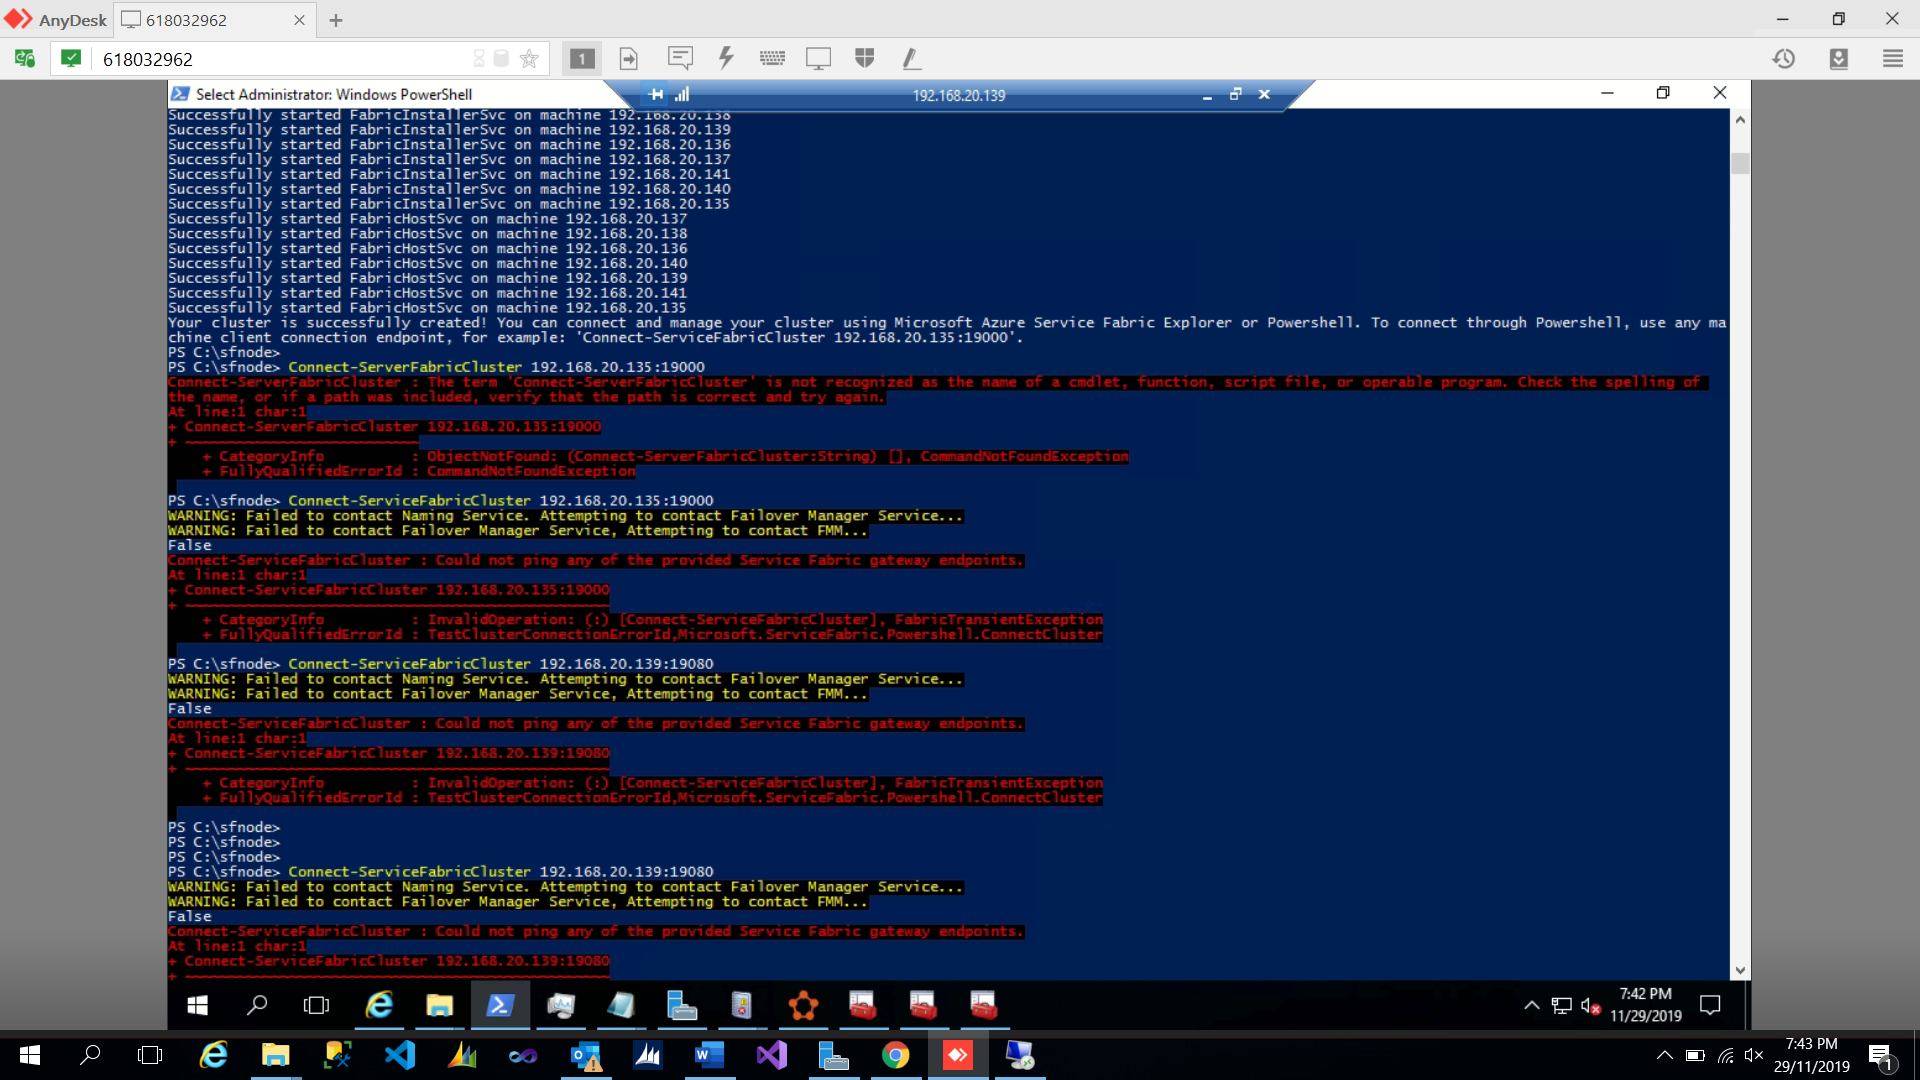 AnyDesk
618032962
618032962
1
Select Administrator: Windows PowerShell
192.168.20.139
Successfully started FabricInstallerSvc on machine 192.168.20.138
Successfully started FabricInstallerSvc on machine 192.168.20.139
Successfully started FabricInstallerSvc on machine 192.168.20.136
Successfully started FabricInstallerSvc on machine 192.168.20.137
Successfully started FabricInstallerSvc on machine 192.168.20.141
Successfully started FabricInstallerSvc on machine 192.168.20.140
Successfully started FabricInstallerSvc on machine 192.168.20.135
Successfully started FabricHostSvc on machine 192.168.20.137
Successfully started FabricHostSvc on machine 192.168.20.138
Successfully started FabricHostSvc on machine 192.168.20.136
Successfully started FabricHostSvc on machine 192.168.20.140
Successfully started FabricHostSvc on machine 192.168.20.139
Successfully started FabricHostSvc on machine 192.168.20.141
Successfully started FabricHostSvc on machine 192.168.20.135
Your cluster is successfully created! You can connect and manage your cluster using Microsoft Azure Service Fabric Explorer or Powershell. To connect through Powershell, use any ma
chine client connection endpoint, for example: 'Connect-ServiceFabricCluster 192.168.20.135:19000'.
PS C:\sfnode>
PS C:\sfnode> Connect-ServerFabricCluster 192.168.20.135:19000
Connect-ServerFabricCluster : The term 'Connect-ServerFabricCluster' is not recognized as the name of a cmdlet, function, script file, or operable program. Check the spelling of
the name, or if a path was included, verify that the path is correct and try again.
At line:1 char:1
+ Connect-ServerFabricCluster 192.168.20.135:19000
+ ~~~~~~~~~~~~~~~~~~~~~~~~~~~
    + CategoryInfo          : ObjectNotFound: (Connect-ServerFabricCluster:String) [], CommandNotFoundException
    + FullyQualifiedErrorId : CommandNotFoundException
PS C:\sfnode> Connect-ServiceFabricCluster 192.168.20.135:19000
WARNING: Failed to contact Naming Service. Attempting to contact Failover Manager Service...
WARNING: Failed to contact Failover Manager Service, Attempting to contact FMM...
False
Connect-ServiceFabricCluster : Could not ping any of the provided Service Fabric gateway endpoints.
At line:1 char:1
+ Connect-ServiceFabricCluster 192.168.20.135:19000
+ ~~~~~~~~~~~~~~~~~~~~~~~~~~~~~~~~~~~~~~~~~~~~~~~~~
    + CategoryInfo          : InvalidOperation: (:) [Connect-ServiceFabricCluster], FabricTransientException
    + FullyQualifiedErrorId : TestClusterConnectionErrorId,Microsoft.ServiceFabric.Powershell.ConnectCluster
PS C:\sfnode> Connect-ServiceFabricCluster 192.168.20.139:19080
WARNING: Failed to contact Naming Service. Attempting to contact Failover Manager Service...
WARNING: Failed to contact Failover Manager Service, Attempting to contact FMM...
False
Connect-ServiceFabricCluster : Could not ping any of the provided Service Fabric gateway endpoints.
At line:1 char:1
+ Connect-ServiceFabricCluster 192.168.20.139:19080
+ ~~~~~~~~~~~~~~~~~~~~~~~~~~~~~~~~~~~~~~~~~~~~~~~~~
    + CategoryInfo          : InvalidOperation: (:) [Connect-ServiceFabricCluster], FabricTransientException
    + FullyQualifiedErrorId : TestClusterConnectionErrorId,Microsoft.ServiceFabric.Powershell.ConnectCluster
PS C:\sfnode>
PS C:\sfnode>
PS C:\sfnode>
PS C:\sfnode> Connect-ServiceFabricCluster 192.168.20.139:19080
WARNING: Failed to contact Naming Service. Attempting to contact Failover Manager Service...
WARNING: Failed to contact Failover Manager Service, Attempting to contact FMM...
False
Connect-ServiceFabricCluster : Could not ping any of the provided Service Fabric gateway endpoints.
At line:1 char:1
+ Connect-ServiceFabricCluster 192.168.20.139:19080
+ ~~~~~~~~~~~~~~~~~~~~~~~~~~~~~~~~~~~~~~~~~~~~~~~~~
7:42 PM
11/29/2019
7:43 PM
29/11/2019
1